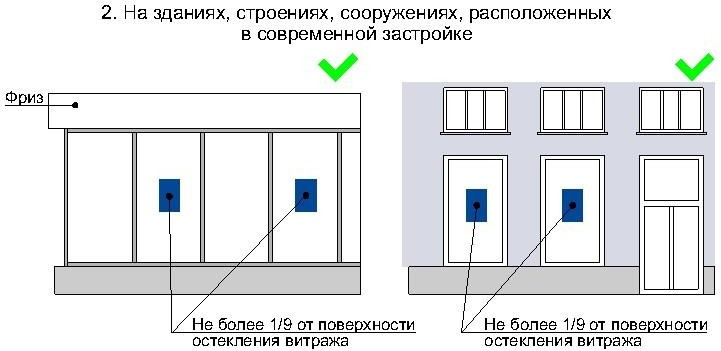 2. На зданиях, строениях, сооружениях, расположенных
в современной застройке
Фриз
Не более 1/9 от поверхности
остекления витража
Не более 1/9 от поверхности
остекления витража